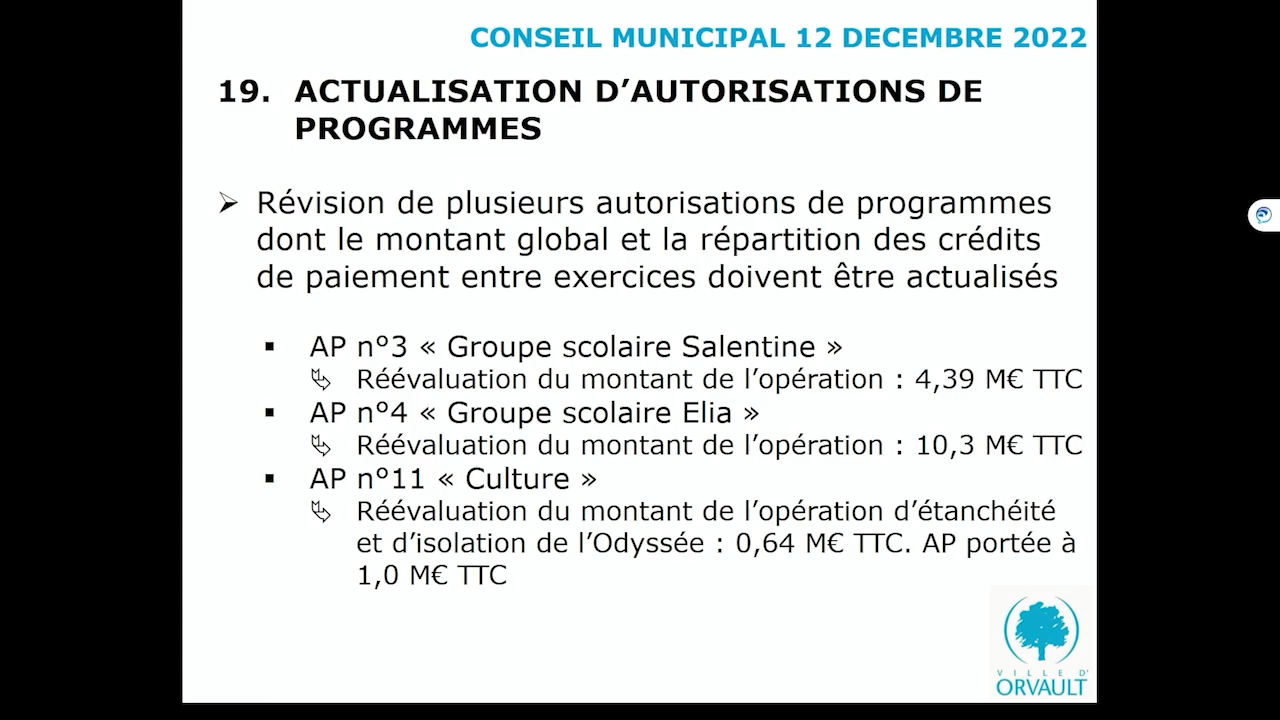 CONSEIL MUNICIPAL 12 DECEMBRE 2022
19. ACTUALISATION D’AUTORISATIONS DE
PROGRAMMES
➢ Révision de plusieurs autorisations de programmes
dont le montant global et la répartition des crédits
de paiement entre exercices doivent être actualisés
▪ AP n°3 « Groupe scolaire Salentine »
Réévaluation du montant de l’opération : 4,39 M€ TTC
▪ AP n°4 « Groupe scolaire Elia »
Réévaluation du montant de l’opération : 10,3 M€ TTC
▪ AP n°11 « Culture »
Réévaluation du montant de l’opération d’étanchéité
et d’isolation de l’Odyssée : 0,64 M€ TTC. AP portée à
1,0 M€ TTC
VILLE D'
ORVAULT